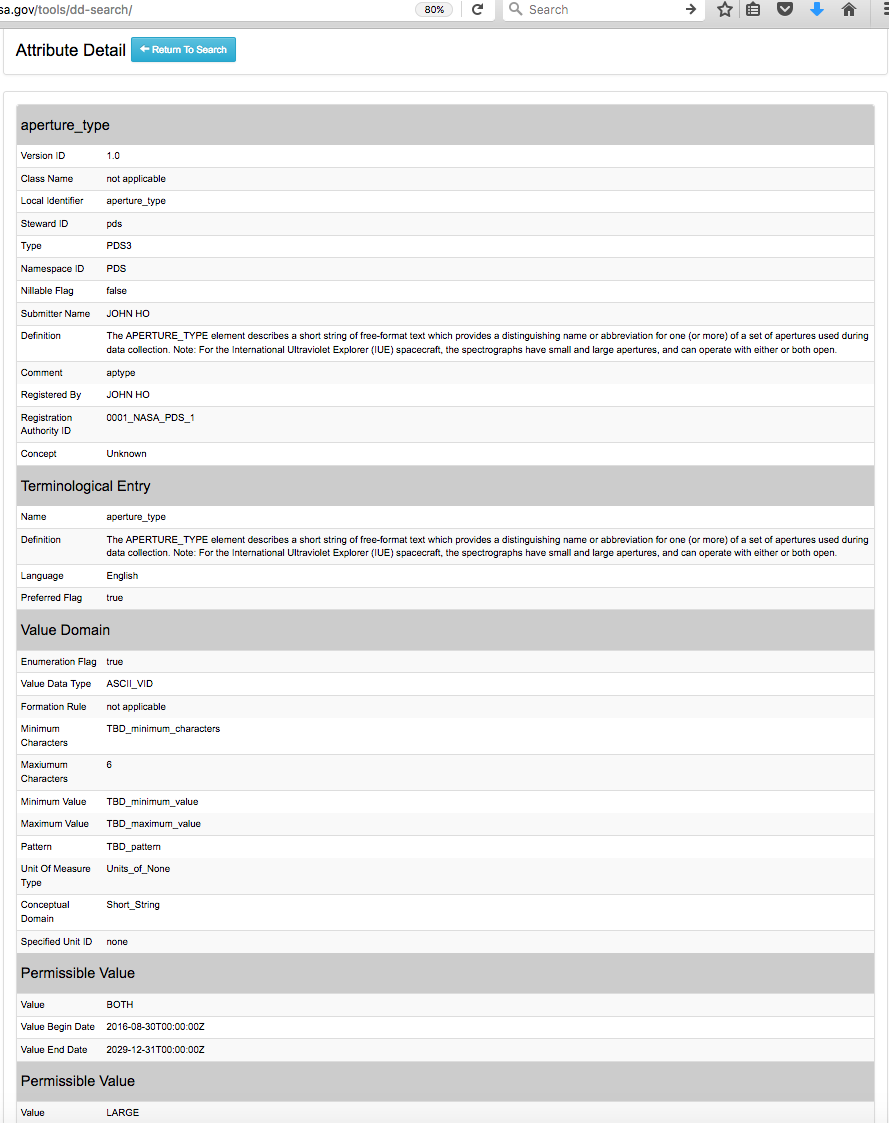 sa.gov/tools/dd-search/ 80% Search
Attribute Detail Return To Search
aperture_type
Version ID 1.0
Class Name not applicable
Local Identifier aperture_type
Steward ID pds
Type PDS3
Namespace ID PDS
Nillable Flag false
Submitter Name JOHN HO
Definition The APERTURE_TYPE element describes a short string of free-format text which provides a distinguishing name or abbreviation for one (or more) of a set of apertures used during
data collection. Note: For the International Ultraviolet Explorer (IUE) spacecraft, the spectrographs have small and large apertures, and can operate with either or both open.
Comment aptype
Registered By JOHN HO
Registration 0001_NASA_PDS_1
Authority ID
Concept Unknown
Terminological Entry
Name aperture_type
Definition The APERTURE_TYPE element describes a short string of free-format text which provides a distinguishing name or abbreviation for one (or more) of a set of apertures used during
data collection. Note: For the International Ultraviolet Explorer (IUE) spacecraft, the spectrographs have small and large apertures, and can operate with either or both open.
Language English
Preferred Flag true
Value Domain
Enumeration Flag true
Value Data Type ASCII_VID
Formation Rule not applicable
Minimum TBD_minimum_characters
Characters
Maxiumum 6
Characters
Minimum Value TBD_minimum_value
Maximum Value TBD_maximum_value
Pattern TBD_pattern
Unit Of Measure Units_of_None
Type
Conceptual Short_String
Domain
Specified Unit ID none
Permissible Value
Value BOTH
Value Begin Date 2016-08-30T00:00:00Z
Value End Date 2029-12-31T00:00:00Z
Permissible Value
Value LARGE